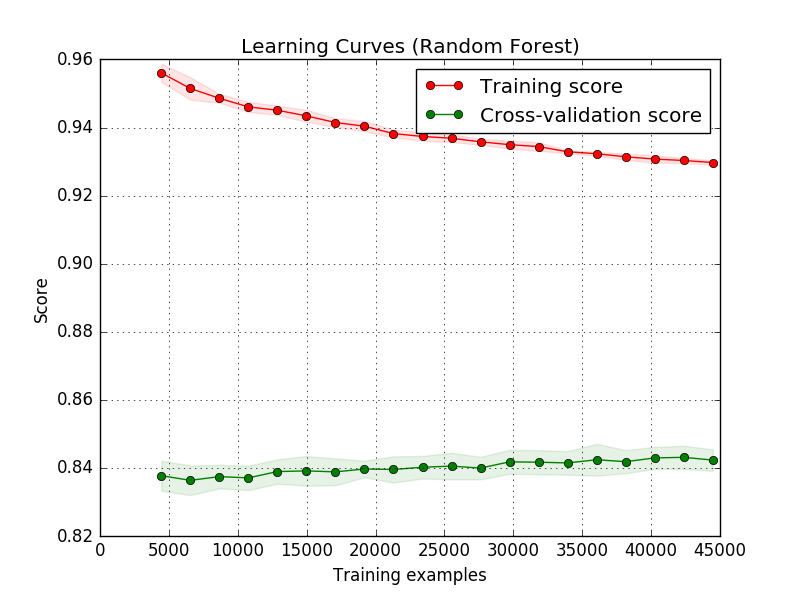 Learning Curves (Random Forest)
0.96
0.94
0.92
0.90
0.88
0.86
0.84
0.82
Score
Training score
Cross-validation score
0 5000 10000 15000 20000 25000 30000 35000 40000 45000
Training examples